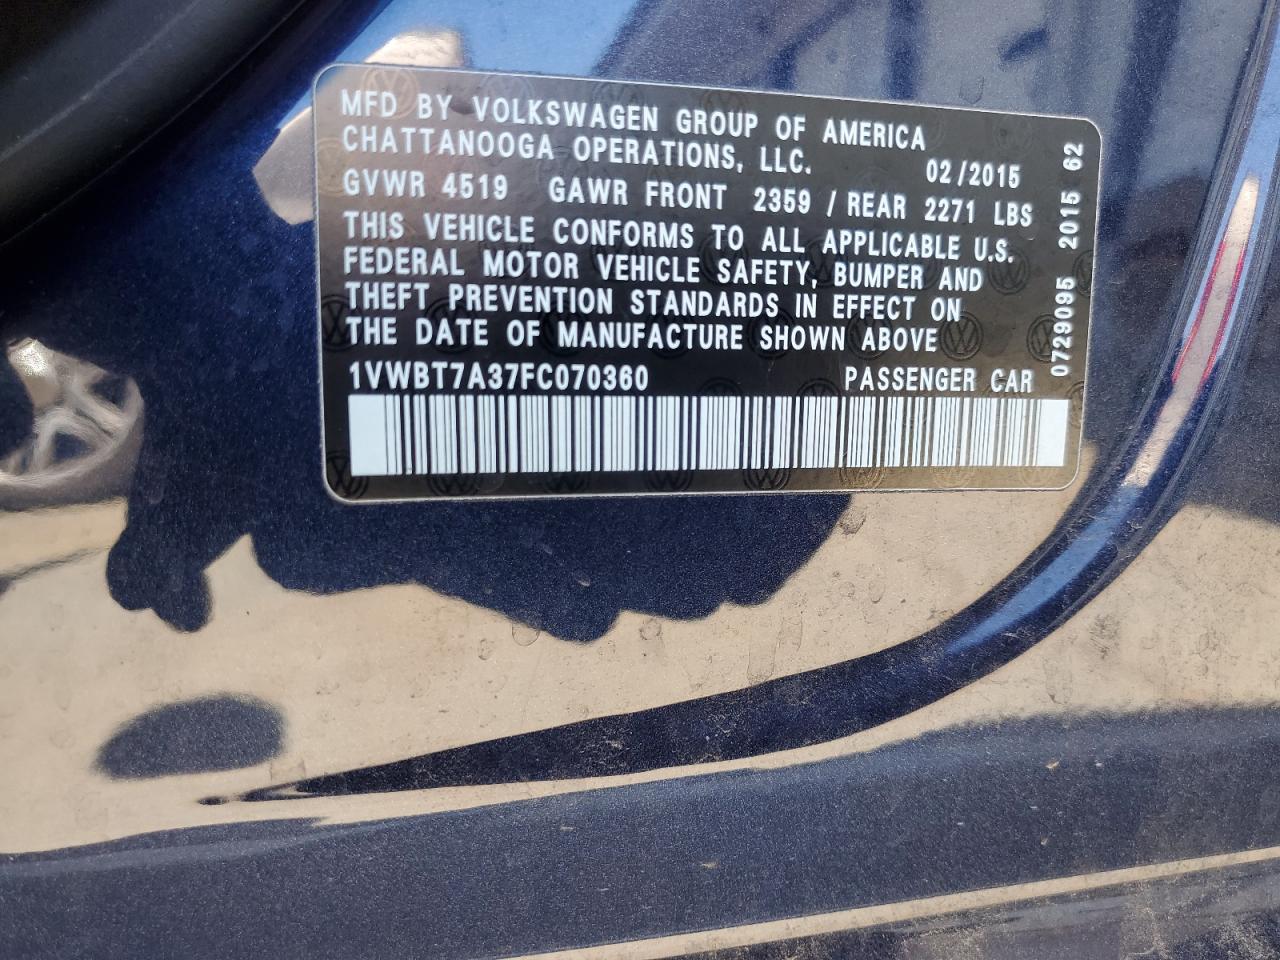 MFD BY VOLKSWAGEN GROUP OF AMERICA
CHATTANOOGA OPERATIONS, LLC. 02/2015
GVWR 4519 GAWR FRONT 2359 / REAR 2271 LBS
THIS VEHICLE CONFORMS TO ALL APPLICABLE U.S.
FEDERAL MOTOR VEHICLE SAFETY, BUMPER AND
THEFT PREVENTION STANDARDS IN EFFECT ON
THE DATE OF MANUFACTURE SHOWN ABOVE
1VWBT7A37FC070360 PASSENGER CAR
0729095 2015 62